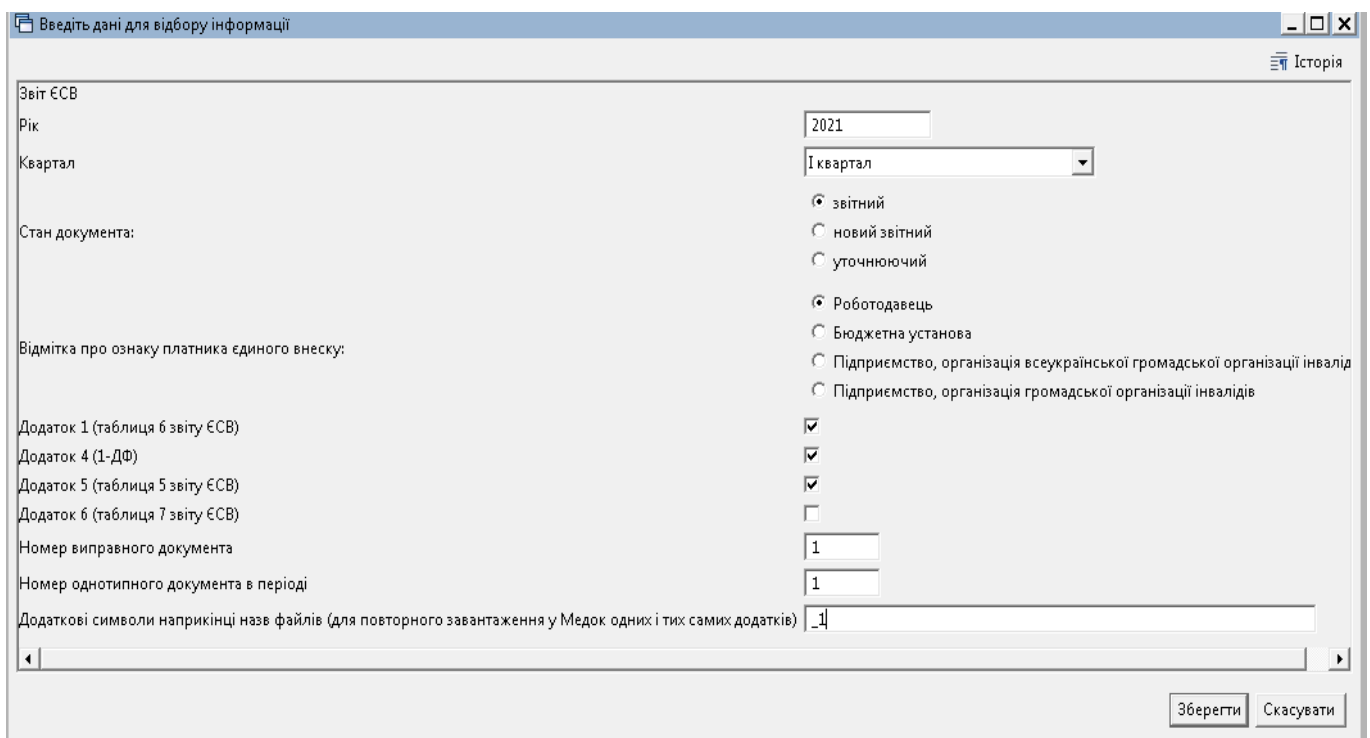 Введіть дані для відбору інформації
Історія
Звіт ЄСВ
Рік 2021
Квартал І квартал
звітний
Стан документа: новий звітний
уточнюючий
Роботодавець
Бюджетна установа
Відмітка про ознаку платника єдиного внеску:
Підприємство, організація всеукраїнської громадської організації інвалід
Підприємство, організація громадської організації інвалідів
Додаток 1 (таблиця 6 звіту ЄСВ)
Додаток 4 (1-ДФ)
Додаток 5 (таблиця 5 звіту ЄСВ)
Додаток 6 (таблиця 7 звіту ЄСВ)
Номер виправного документа 1
Номер однотипного документа в періоді 1
Додаткові символи наприкінці назв файлів (для повторного завантаження у Медок одних і тих самих додатків) _1
Зберегти Скасувати